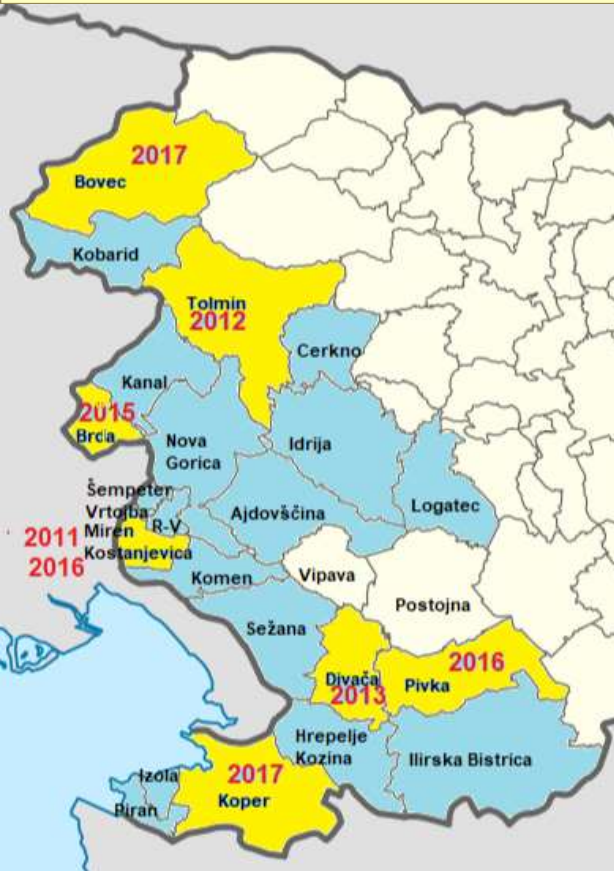 2017
Bovec
Kobarid
Tolmin
2012
Cerkno
Kanal
2015
Brda
Nova
Gorica
Idrija
Šempeter
Vrtojba
Miren
R-V
Kostanjevica
2011
2016
Ajdovščina
Logatec
Komen
Vipava
Postojna
Sežana
Divača
2013
2016
Pivka
Hrepelje
Kozina
Ilirska Bistrica
Izola
Piran
2017
Koper